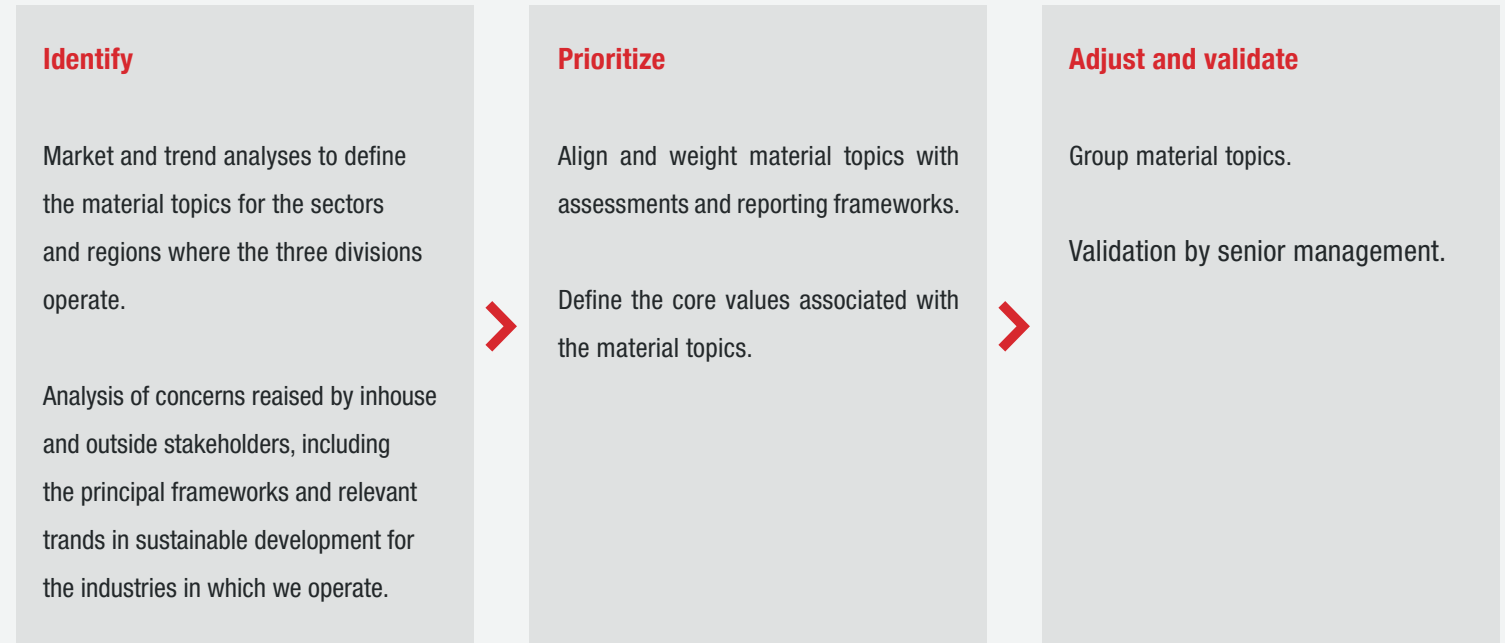 Identify
Market and trend analyses to define
the material topics for the sectors
and regions where the three divisions
operate.
Analysis of concerns reaised by inhouse
and outside stakeholders, including
the principal frameworks and relevant
trands in sustainable development for
the industries in which we operate.
Prioritize
Align and weight material topics with
assessments and reporting frameworks.
Define the core values associated with
the material topics.
Adjust and validate
Group material topics.
Validation by senior management.